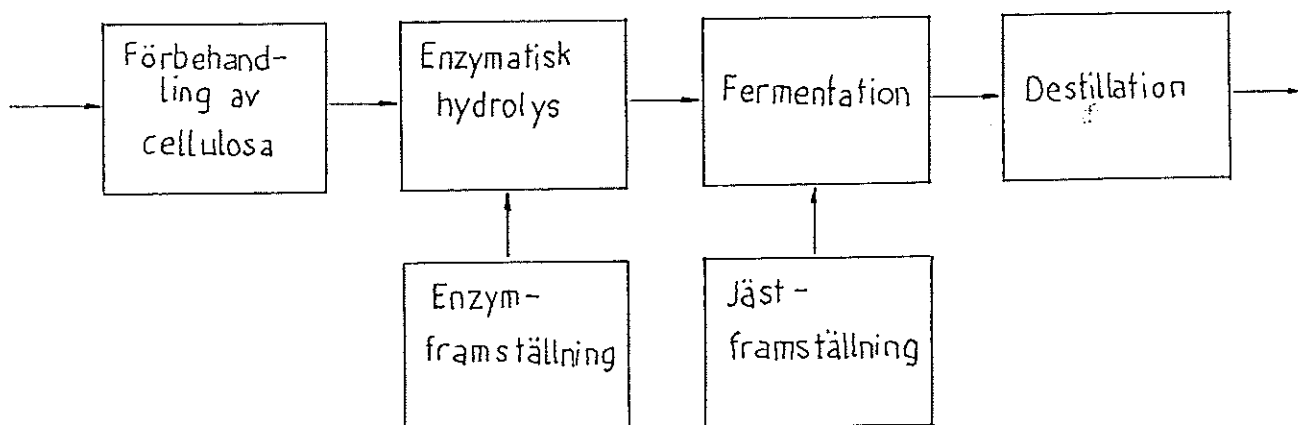 Förbehand-
ling av
cellulosa
Enzymatisk
hydrolys
Fermentation
Destillation
Enzym-
framställning
Jäst-
framställning